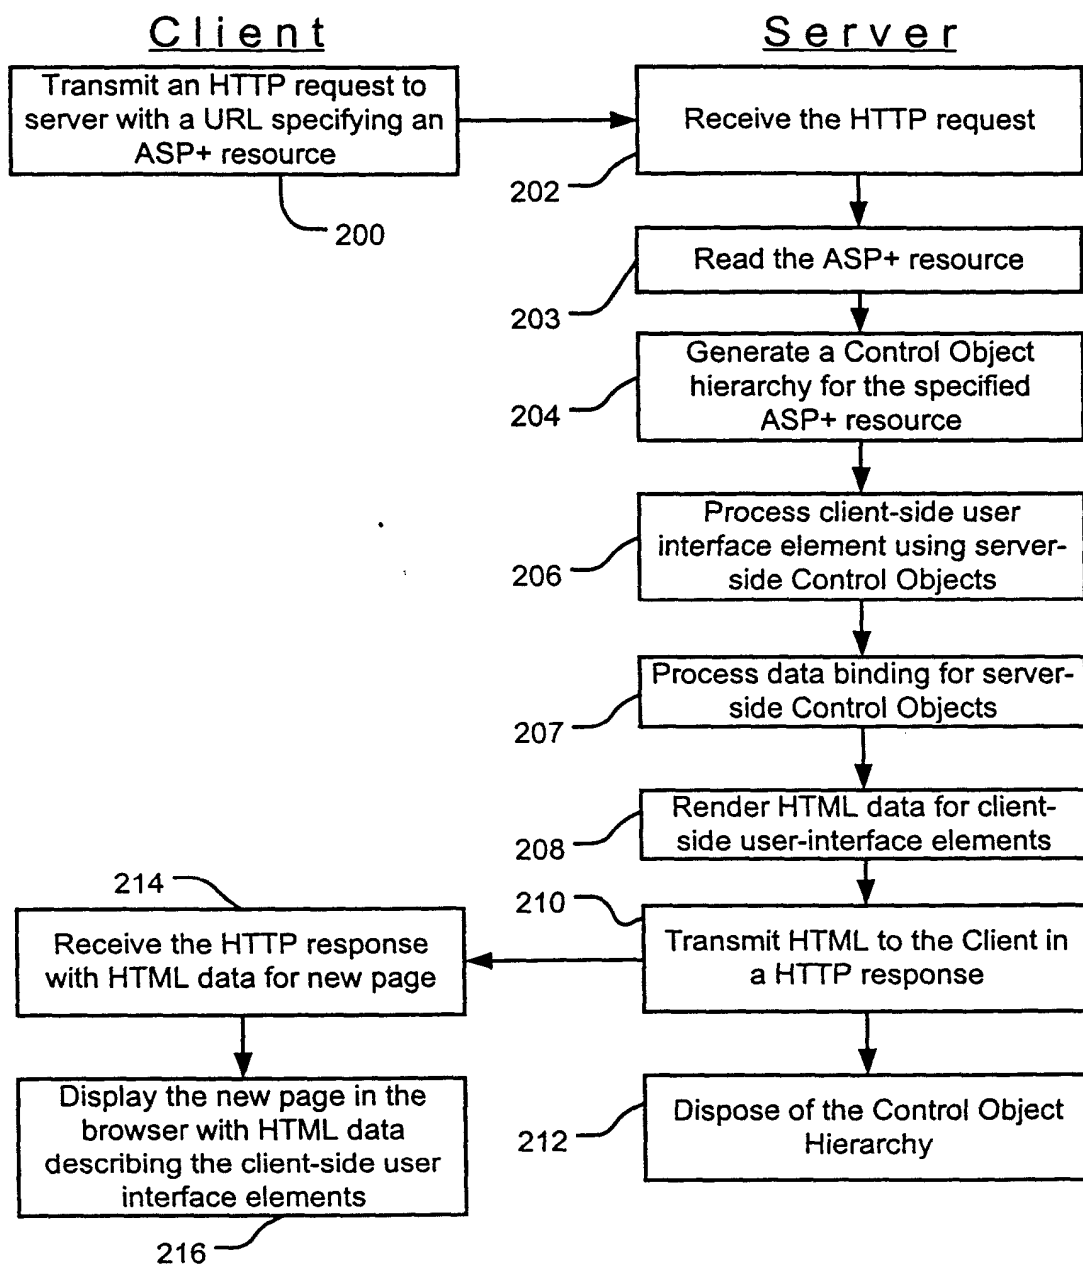 Client
Server
Transmit an HTTP request to
server with a URL specifying an
ASP+ resource
200
Receive the HTTP request
202
Read the ASP+ resource
203
Generate a Control Object
hierarchy for the specified
ASP+ resource
204
Process client-side user
interface element using server-
side Control Objects
206
Process data binding for server-
side Control Objects
207
Render HTML data for client-
side user-interface elements
208
210
Transmit HTML to the Client in
a HTTP response
214
Receive the HTTP response
with HTML data for new page
Display the new page in the
browser with HTML data
describing the client-side user
interface elements
216
Dispose of the Control Object
Hierarchy
212